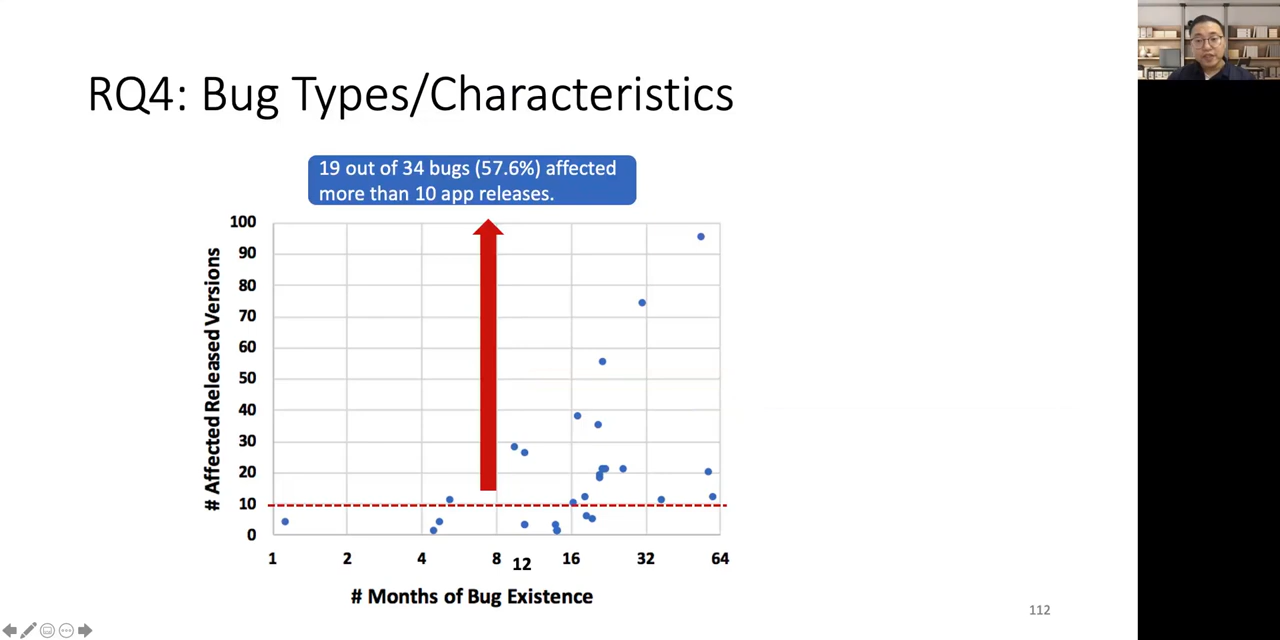 RQ4: Bug Types/Characteristics
19 out of 34 bugs (57.6%) affected
more than 10 app releases.
# Affected Released Versions
100
90
80
70
60
50
40
30
20
10
0
1 2 4 8 12 16 32 64
# Months of Bug Existence
112